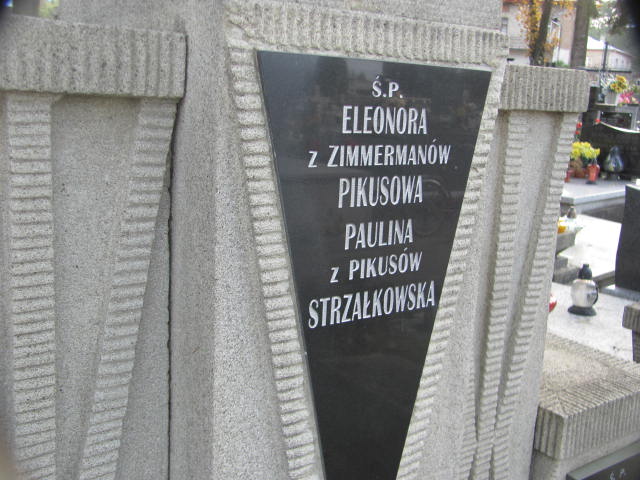 Ś.P.
ELEONORA
z ZIMMERMANÓW
PIKUSOWA
PAULINA
z PIKUSÓW
STRZAŁKOWSKA
Ś.P.